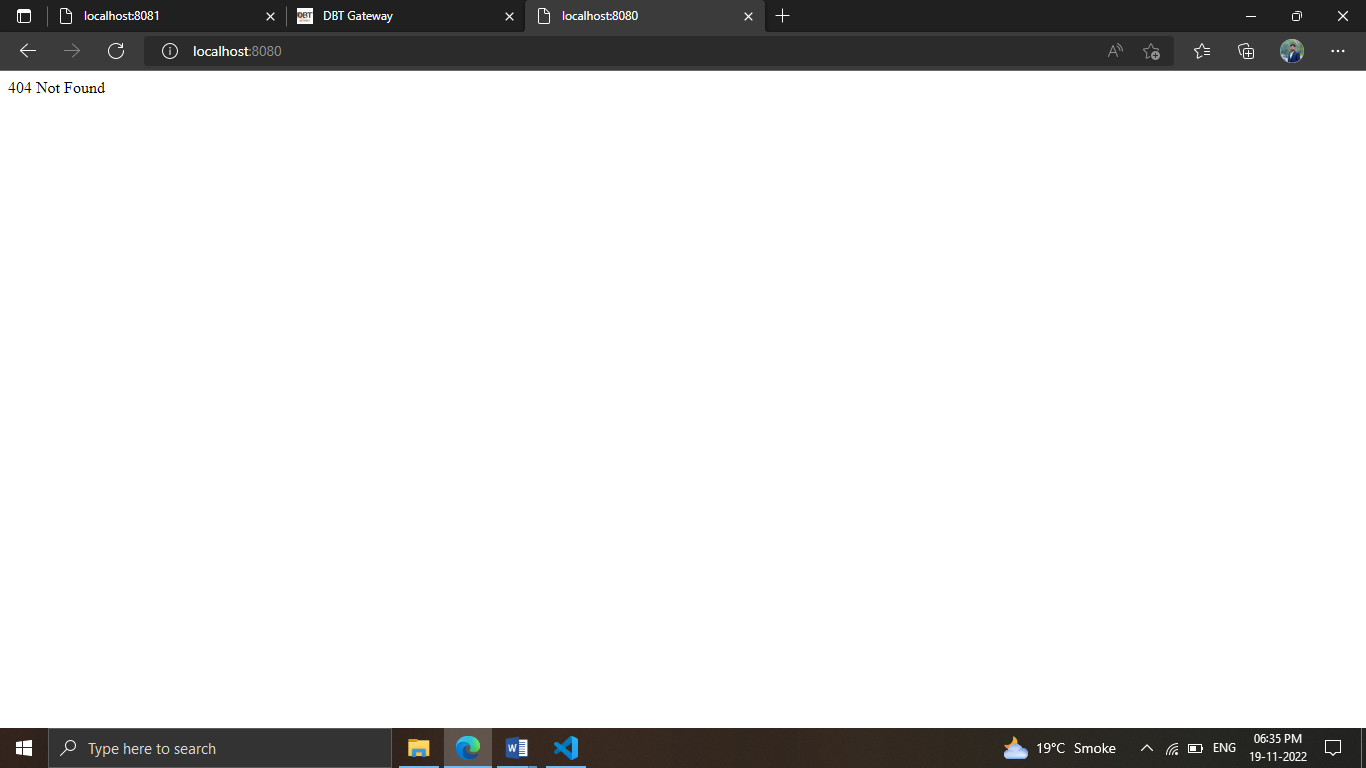 localhost:8081
DBT Gateway
localhost:8080
localhost:8080
404 Not Found
Type here to search
19°C Smoke
ENG
06:35 PM
19-11-2022